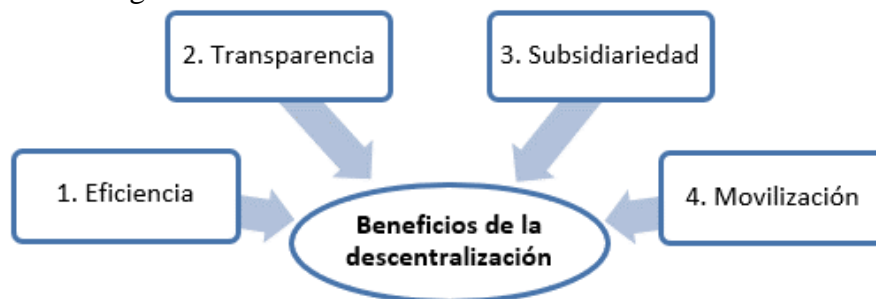 2. Transparencia
3. Subsidiariedad
1. Eficiencia
4. Movilización
Beneficios de la
descentralización